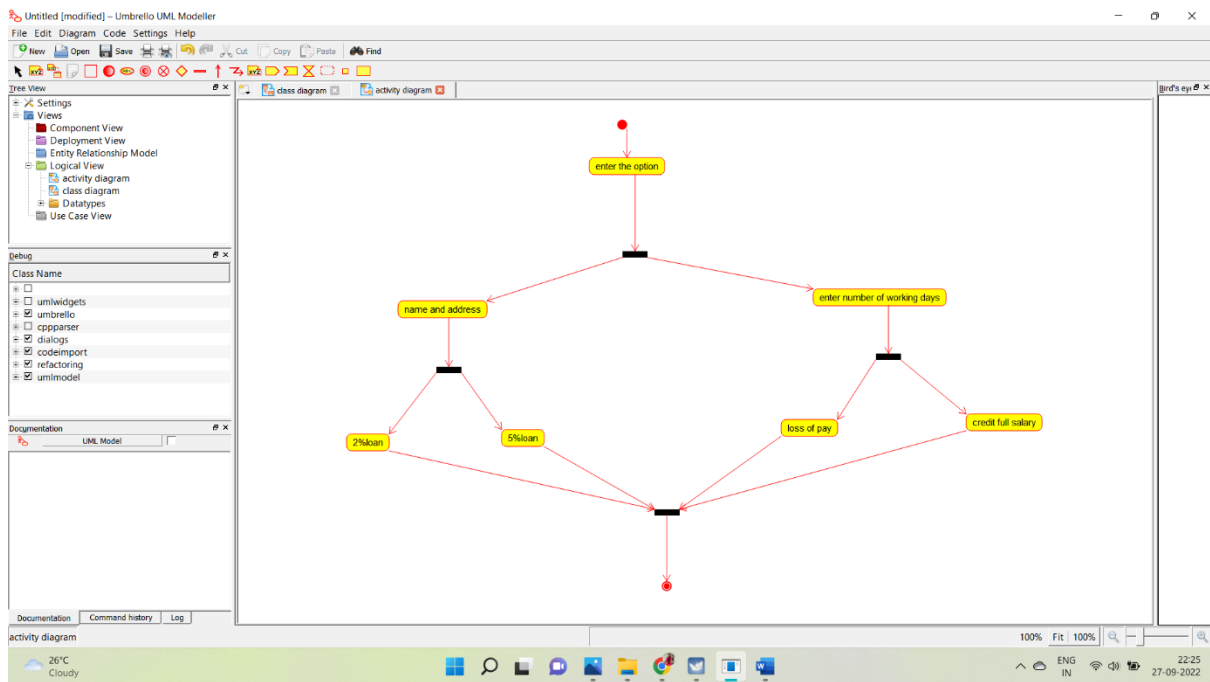 Untitled [modified] – Umbrello UML Modeller
File Edit Diagram Code Settings Help
New Open Save Cut Copy Paste Find
xyZ xyZ
Tree View
class diagram activity diagram
Bird's eye
Settings
Views
Component View
Deployment View
Entity Relationship Model
Logical View
activity diagram
class diagram
Datatypes
Use Case View
enter the option
name and address
enter number of working days
2%loan
5%loan
loss of pay
credit full salary
Debug
Class Name
umlwidgets
umbrello
cppparser
dialogs
codeimport
refactoring
umlmodel
Documentation
UML Model
Documentation Command history Log
activity diagram
100% Fit 100%
26°C
Cloudy
ENG
IN
22:25
27-09-2022